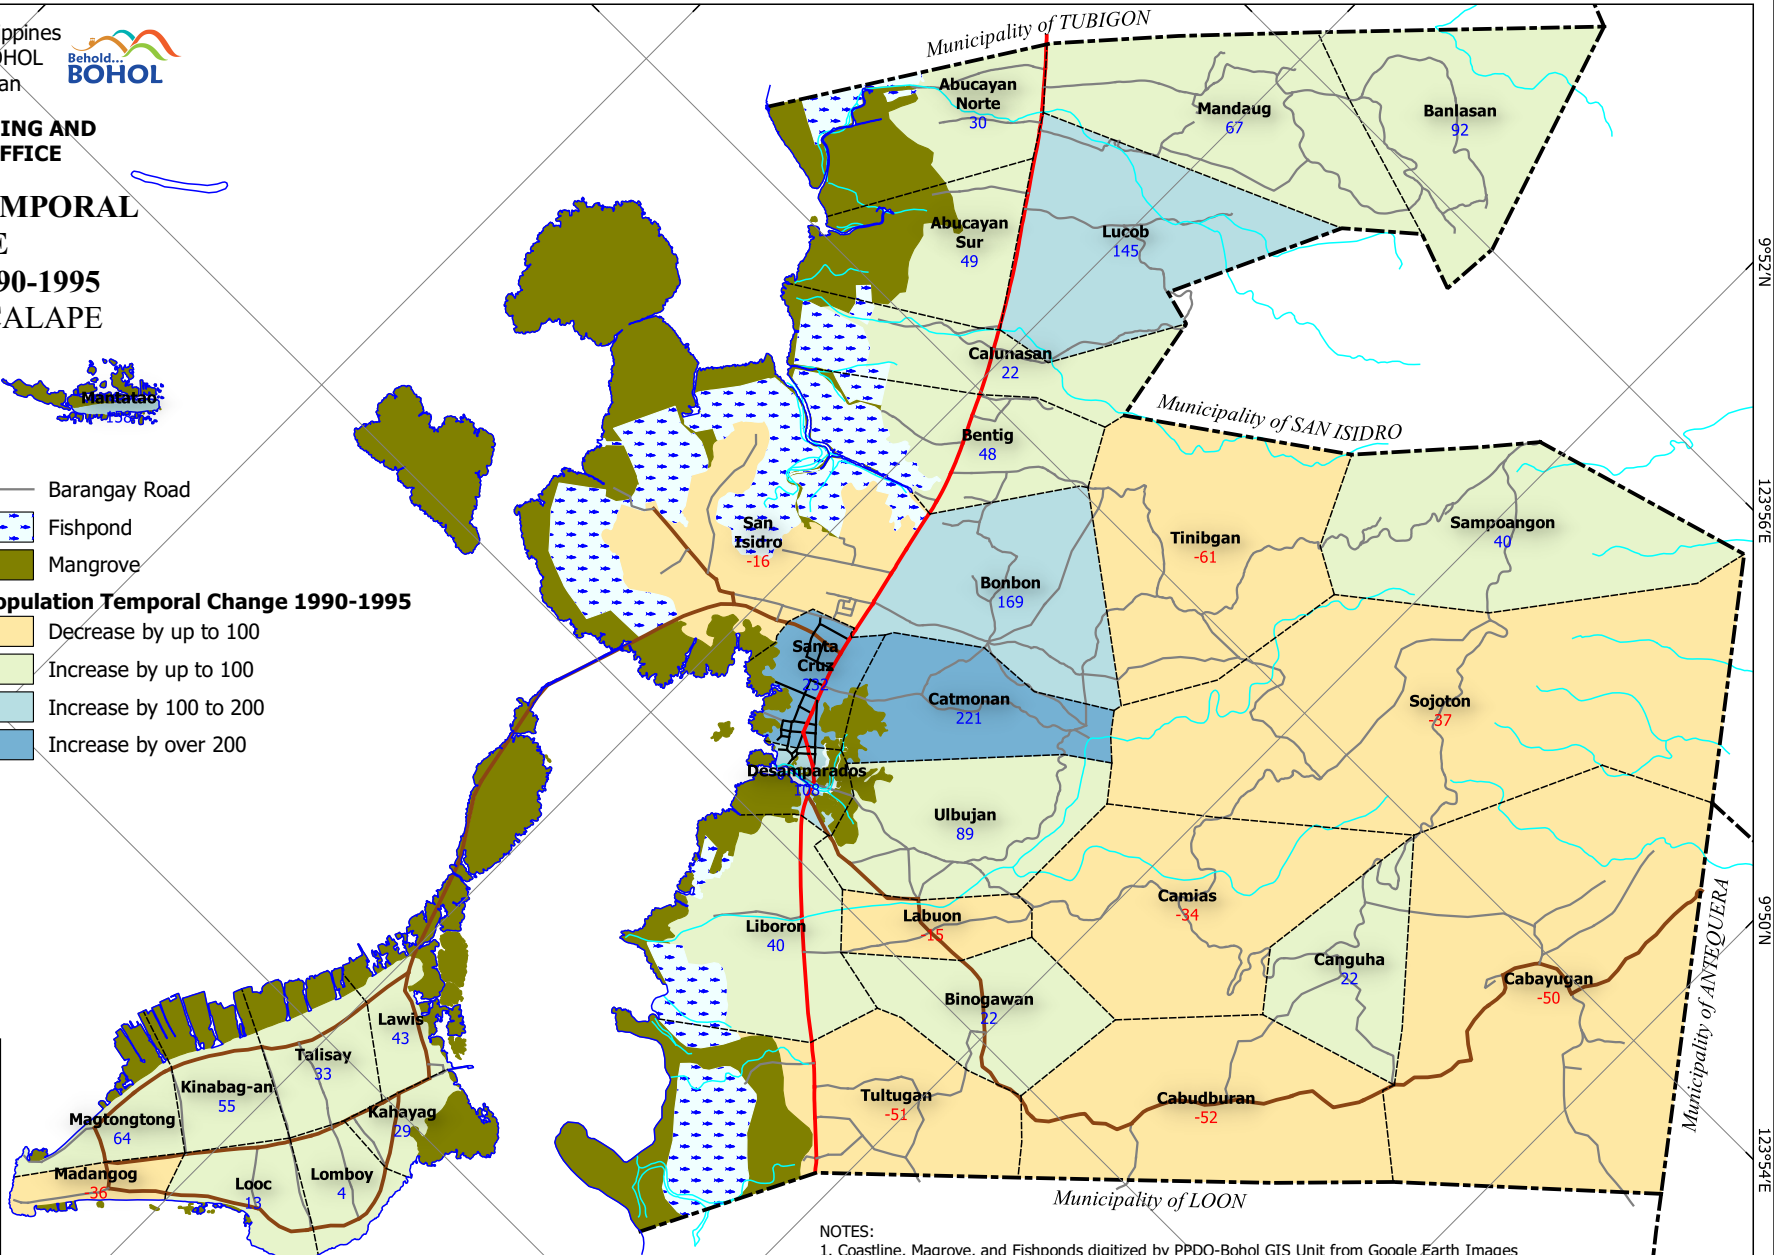 ippines
OHOL
an
Behold...
BOHOL
ING AND
FFICE
MPORAL
E
90-1995
CALAPE
Mantatao
158
Barangay Road
Fishpond
Mangrove
opulation Temporal Change 1990-1995
Decrease by up to 100
Increase by up to 100
Increase by 100 to 200
Increase by over 200
Municipality of TUBIGON
Abucayan
Norte
30
Mandaug
67
Banlasan
92
Abucayan
Sur
49
Lucob
145
Calunasan
22
Municipality of SAN ISIDRO
Bentig
48
San
Isidro
-16
Tinibgan
-61
Sampoangon
40
Bonbon
169
Santa
Cruz
232
Catmonan
221
Sojoton
-37
Desamparados
108
Ulbujan
89
Camias
-34
Labuon
-15
Liboron
40
Canguha
22
Cabayugan
-50
Binogawan
22
Lawis
43
Talisay
33
Kinabag-an
55
Magtongtong
64
Kahayag
29
Tultugan
-51
Cabudburan
-52
Madangog
-36
Looc
13
Lomboy
4
Municipality of LOON
Municipality of ANTEQUERA
9°52'N
123°56'E
9°50'N
123°54'E
NOTES:
1. Coastline, Magrove, and Fishponds digitized by PPDO-Bohol GIS Unit from Google Earth Images